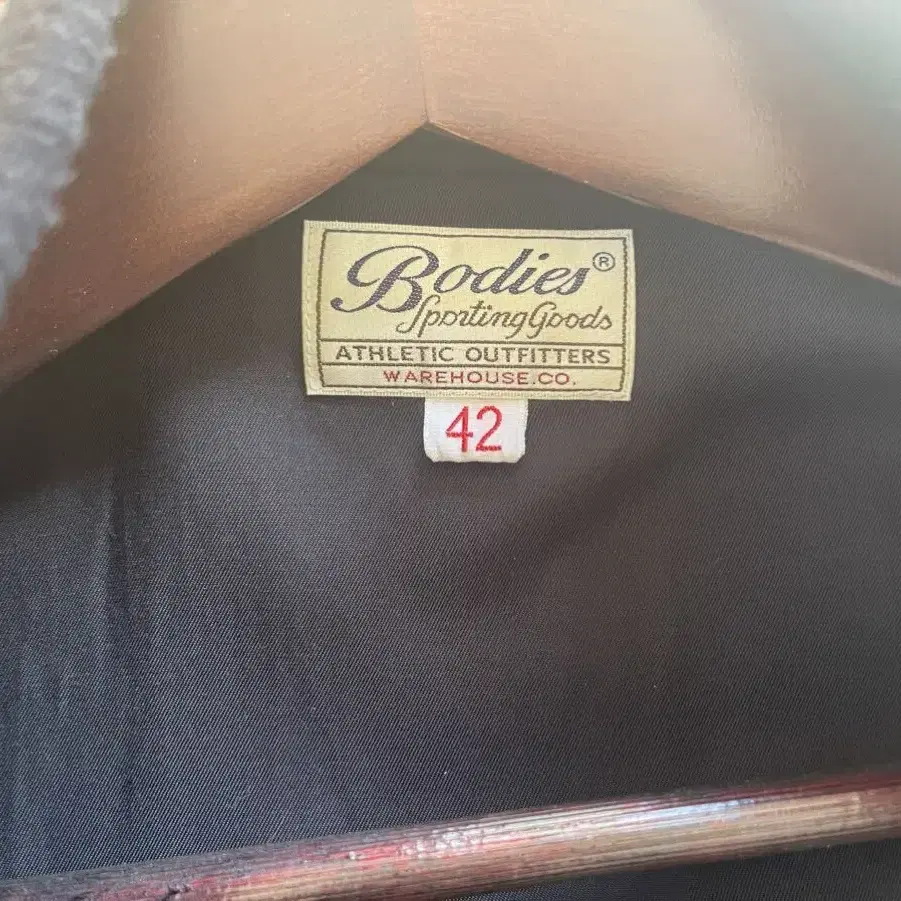 Bodies®
Sporting Goods
ATHLETIC OUTFITTERS
WAREHOUSE.CO.
42